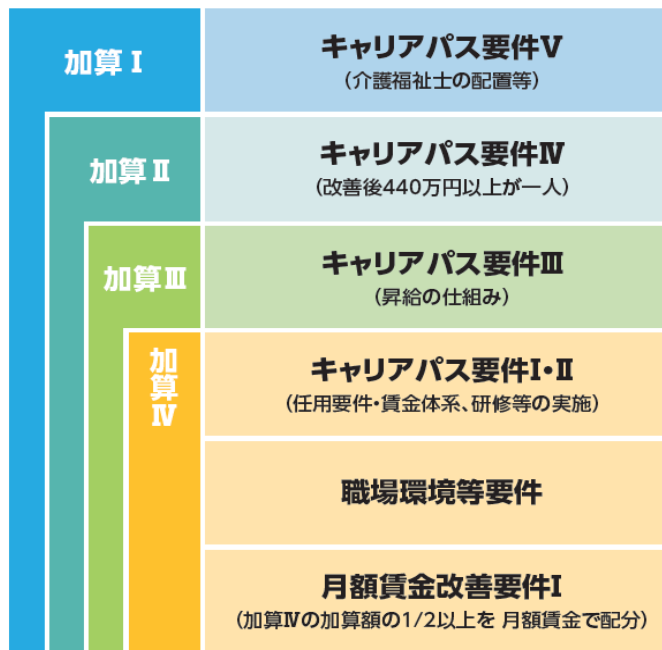 加算Ⅰ
キャリアパス要件Ⅴ
(介護福祉士の配置等)
加算Ⅱ
キャリアパス要件Ⅳ
(改善後440万円以上が一人)
加算Ⅲ
キャリアパス要件Ⅲ
(昇給の仕組み)
加算Ⅳ
キャリアパス要件Ⅰ・Ⅱ
(任用要件・賃金体系、研修等の実施)
職場環境等要件
月額賃金改善要件Ⅰ
(加算Ⅳの加算額の1/2以上を 月額賃金で配分)